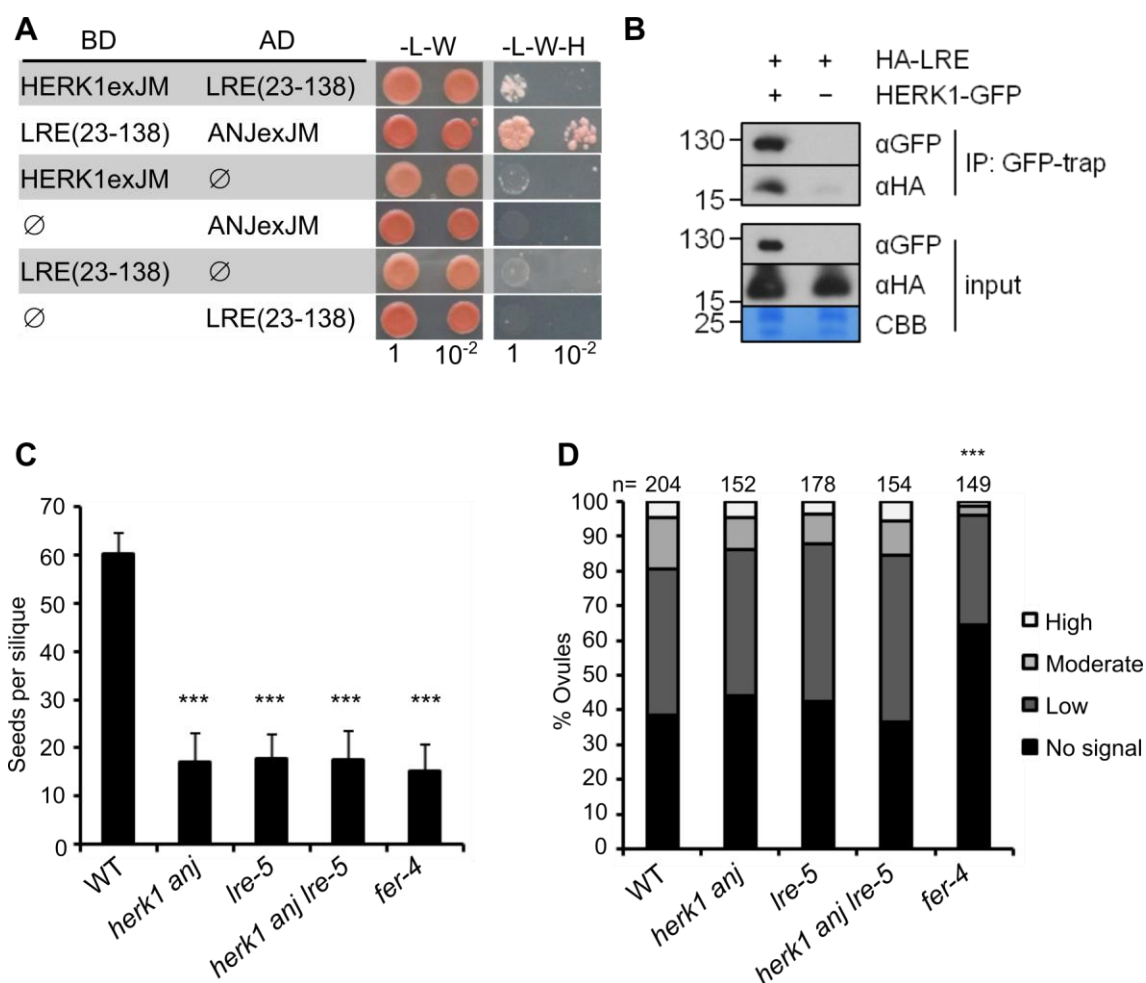 A
BD AD -L-W -L-W-H
HERK1exJM LRE(23-138)
LRE(23-138) ANJexJM
HERK1exJM ∅
∅ ANJexJM
LRE(23-138) ∅
∅ LRE(23-138)
1 10⁻² 1 10⁻²
B
+ + HA-LRE
+ − HERK1-GFP
130 αGFP
15 αHA
IP: GFP-trap
130 αGFP
15 αHA
25 CBB
input
C
Seeds per silique
70
60
50
40
30
20
10
0
*** *** *** ***
WT herk1 anj lre-5 herk1 anj lre-5 fer-4
D
***
n= 204 152 178 154 149
% Ovules
100
90
80
70
60
50
40
30
20
10
0
WT herk1 anj lre-5 herk1 anj lre-5 fer-4
High
Moderate
Low
No signal